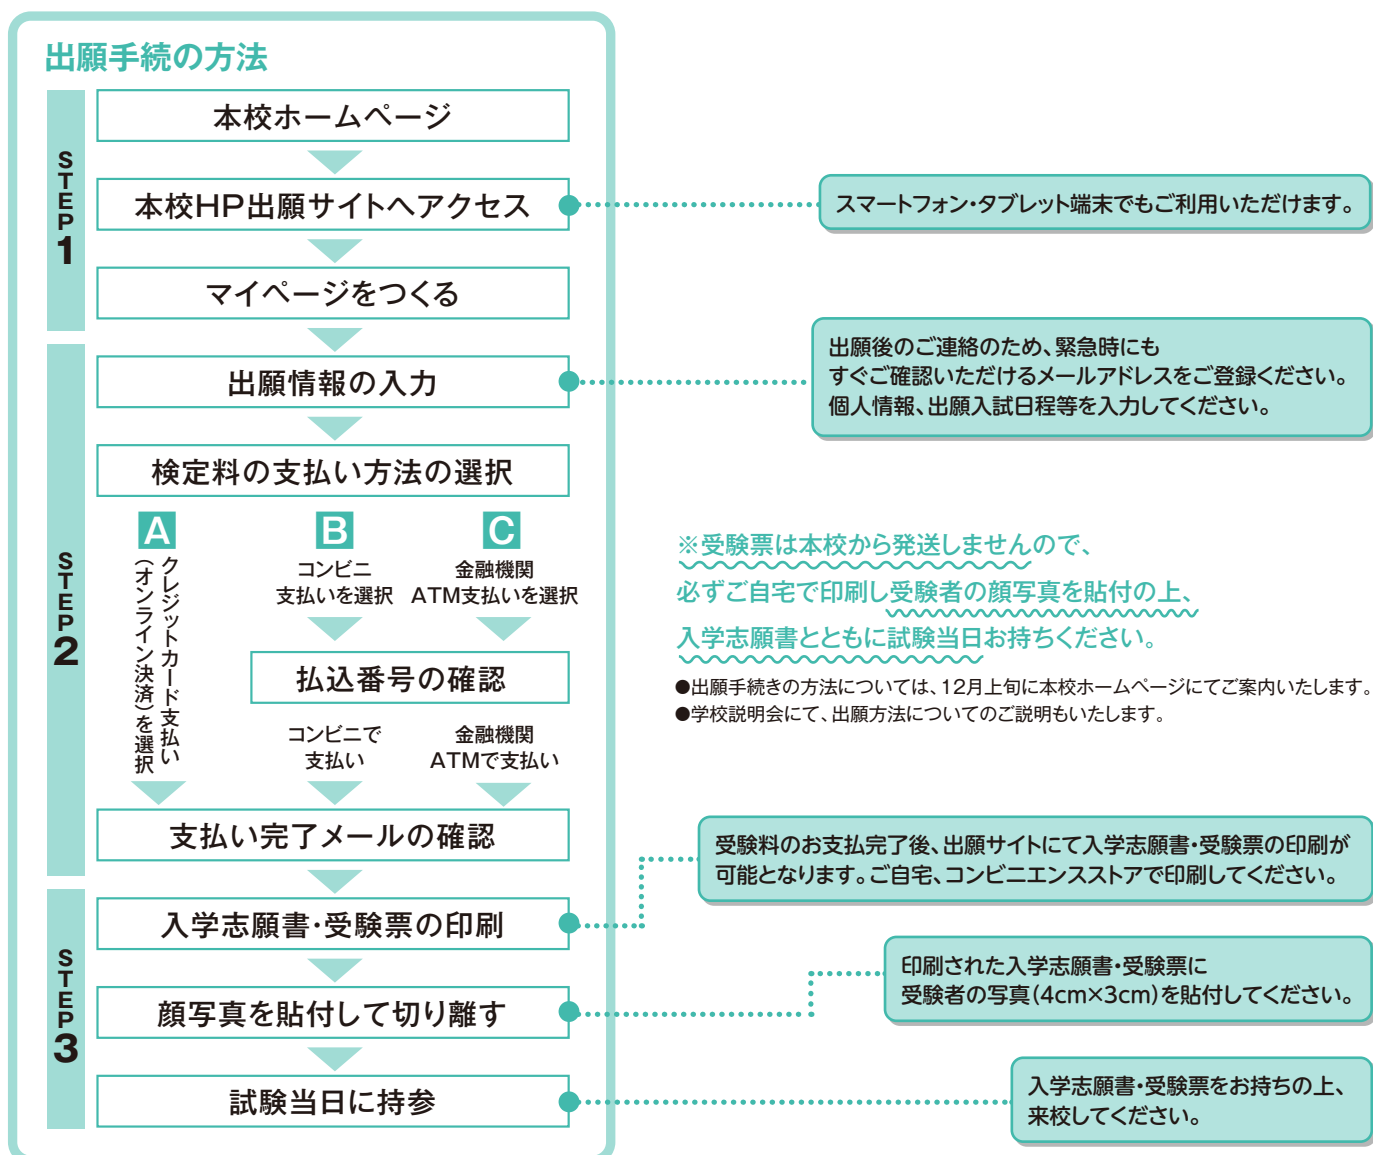 出願手続の方法
STEP1
本校ホームページ
本校HP出願サイトへアクセス
スマートフォン・タブレット端末でもご利用いただけます。
マイページをつくる
STEP2
出願情報の入力
出願後のご連絡のため、緊急時にも
すぐご確認いただけるメールアドレスをご登録ください。
個人情報、出願入試日程等を入力してください。
検定料の支払い方法の選択
A
クレジットカード支払い
（オンライン決済）を選択
B
コンビニ
支払いを選択
C
金融機関
ATM支払いを選択
払込番号の確認
コンビニで
支払い
金融機関
ATMで支払い
支払い完了メールの確認
※受験票は本校から発送しませんので、
必ずご自宅で印刷し受験者の顔写真を貼付の上、
入学志願書とともに試験当日お持ちください。
●出願手続きの方法については、12月上旬に本校ホームページにてご案内いたします。
●学校説明会にて、出願方法についてのご説明もいたします。
STEP3
入学志願書・受験票の印刷
受験料のお支払完了後、出願サイトにて入学志願書・受験票の印刷が
可能となります。ご自宅、コンビニエンスストアで印刷してください。
顔写真を貼付して切り離す
印刷された入学志願書・受験票に
受験者の写真(4cm×3cm)を貼付してください。
試験当日に持参
入学志願書・受験票をお持ちの上、
来校してください。